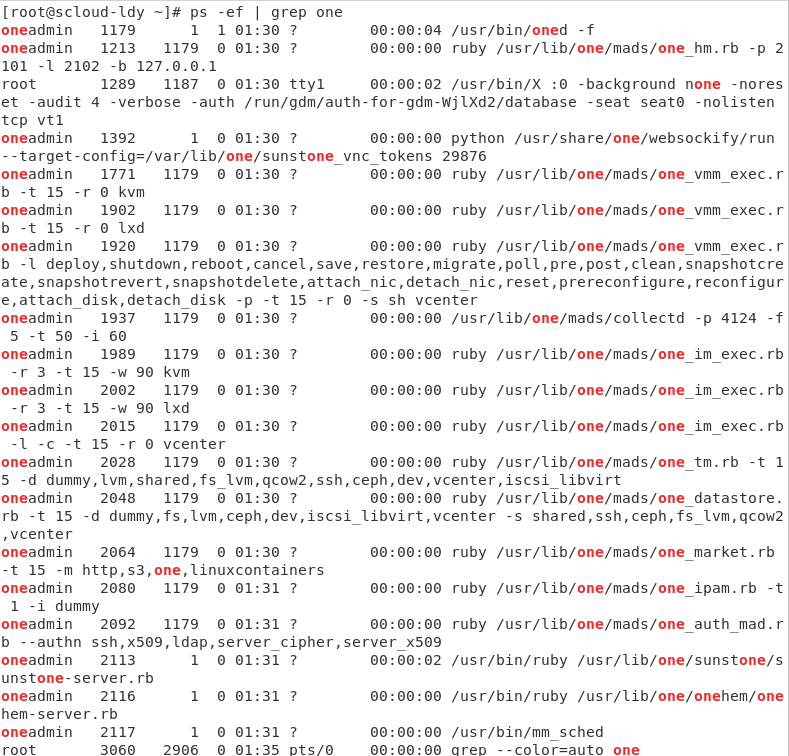 [root@scloud-ldy ~]# ps -ef | grep one
oneadmin   1179      1  1 01:30 ?        00:00:04 /usr/bin/oned -f
oneadmin   1213   1179  0 01:30 ?        00:00:00 ruby /usr/lib/one/mads/one_hm.rb -p 2
101 -l 2102 -b 127.0.0.1
root       1289   1187  0 01:30 tty1     00:00:02 /usr/bin/X :0 -background none -nores
et -audit 4 -verbose -auth /run/gdm/auth-for-gdm-WjlXd2/database -seat seat0 -nolisten
tcp vt1
oneadmin   1392      1  0 01:30 ?        00:00:00 python /usr/share/one/websockify/run
--target-config=/var/lib/one/sunstone_vnc_tokens 29876
oneadmin   1771   1179  0 01:30 ?        00:00:00 ruby /usr/lib/one/mads/one_vmm_exec.r
b -t 15 -r 0 kvm
oneadmin   1902   1179  0 01:30 ?        00:00:00 ruby /usr/lib/one/mads/one_vmm_exec.r
b -t 15 -r 0 lxd
oneadmin   1920   1179  0 01:30 ?        00:00:00 ruby /usr/lib/one/mads/one_vmm_exec.r
b -l deploy,shutdown,reboot,cancel,save,restore,migrate,poll,pre,post,clean,snapshotcre
ate,snapshotrevert,snapshotdelete,attach_nic,detach_nic,reset,prereconfigure,reconfigur
e,attach_disk,detach_disk -p -t 15 -r 0 -s sh vcenter
oneadmin   1937   1179  0 01:30 ?        00:00:00 /usr/lib/one/mads/collectd -p 4124 -f
 5 -t 50 -i 60
oneadmin   1989   1179  0 01:30 ?        00:00:00 ruby /usr/lib/one/mads/one_im_exec.rb
 -r 3 -t 15 -w 90 kvm
oneadmin   2002   1179  0 01:30 ?        00:00:00 ruby /usr/lib/one/mads/one_im_exec.rb
 -r 3 -t 15 -w 90 lxd
oneadmin   2015   1179  0 01:30 ?        00:00:00 ruby /usr/lib/one/mads/one_im_exec.rb
 -l -c -t 15 -r 0 vcenter
oneadmin   2028   1179  0 01:30 ?        00:00:00 ruby /usr/lib/one/mads/one_tm.rb -t 1
5 -d dummy,lvm,shared,fs_lvm,qcow2,ssh,ceph,dev,vcenter,iscsi_libvirt
oneadmin   2048   1179  0 01:30 ?        00:00:00 ruby /usr/lib/one/mads/one_datastore.
rb -t 15 -d dummy,fs,lvm,ceph,dev,iscsi_libvirt,vcenter -s shared,ssh,ceph,fs_lvm,qcow2
,vcenter
oneadmin   2064   1179  0 01:30 ?        00:00:00 ruby /usr/lib/one/mads/one_market.rb
-t 15 -m http,s3,one,linuxcontainers
oneadmin   2080   1179  0 01:31 ?        00:00:00 ruby /usr/lib/one/mads/one_ipam.rb -t
 1 -i dummy
oneadmin   2092   1179  0 01:31 ?        00:00:00 ruby /usr/lib/one/mads/one_auth_mad.r
b --authn ssh,x509,ldap,server_cipher,server_x509
oneadmin   2113      1  0 01:31 ?        00:00:02 /usr/bin/ruby /usr/lib/one/sunstone/s
unstone-server.rb
oneadmin   2116      1  0 01:31 ?        00:00:00 /usr/bin/ruby /usr/lib/one/onehem/one
hem-server.rb
oneadmin   2117      1  0 01:31 ?        00:00:00 /usr/bin/mm_sched
root       3060   2906  0 01:35 pts/0    00:00:00 grep --color=auto one